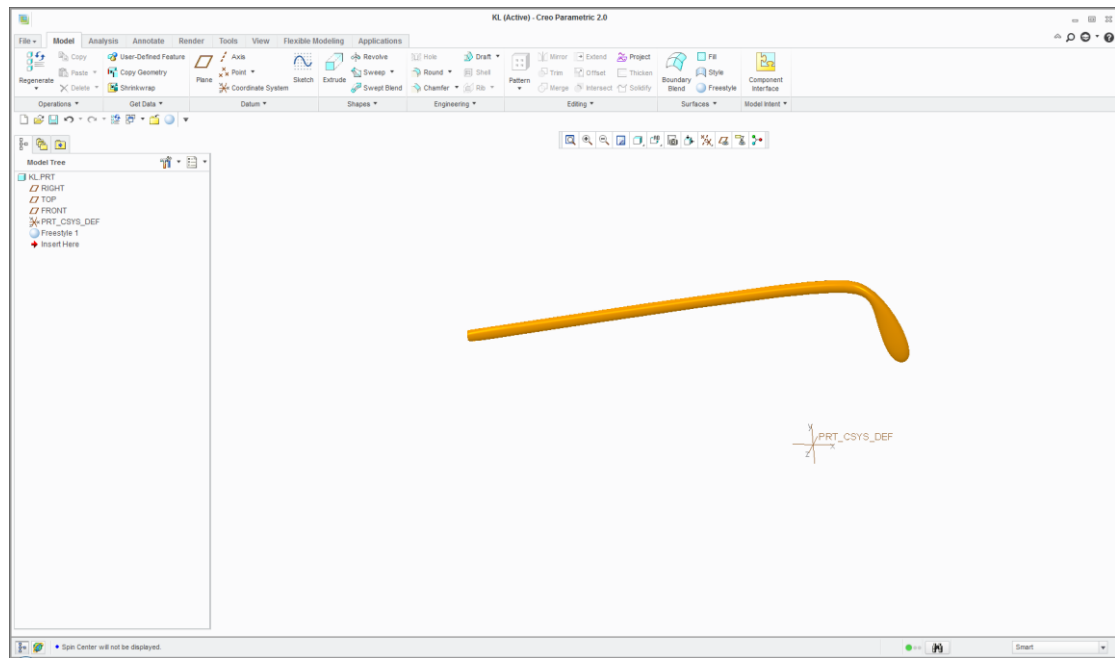 KL (Active) - Creo Parametric 2.0
File Model Analysis Annotate Render Tools View Flexible Modeling Applications
Regenerate
Copy
Paste
Delete
User-Defined Feature
Copy Geometry
Shrinkwrap
Plane
Axis
Point
Coordinate System
Sketch
Extrude
Revolve
Sweep
Swept Blend
Hole
Round
Chamfer
Draft
Shell
Rib
Pattern
Mirror
Trim
Merge
Extend
Offset
Intersect
Project
Thicken
Solidify
Boundary
Blend
Fill
Style
Freestyle
Component
Interface
Operations Get Data Datum Shapes Engineering Editing Surfaces Model Intent
Model Tree
KL.PRT
RIGHT
TOP
FRONT
PRT_CSYS_DEF
Freestyle 1
Insert Here
y
PRT_CSYS_DEF
x
z
Spin Center will not be displayed.
Smart